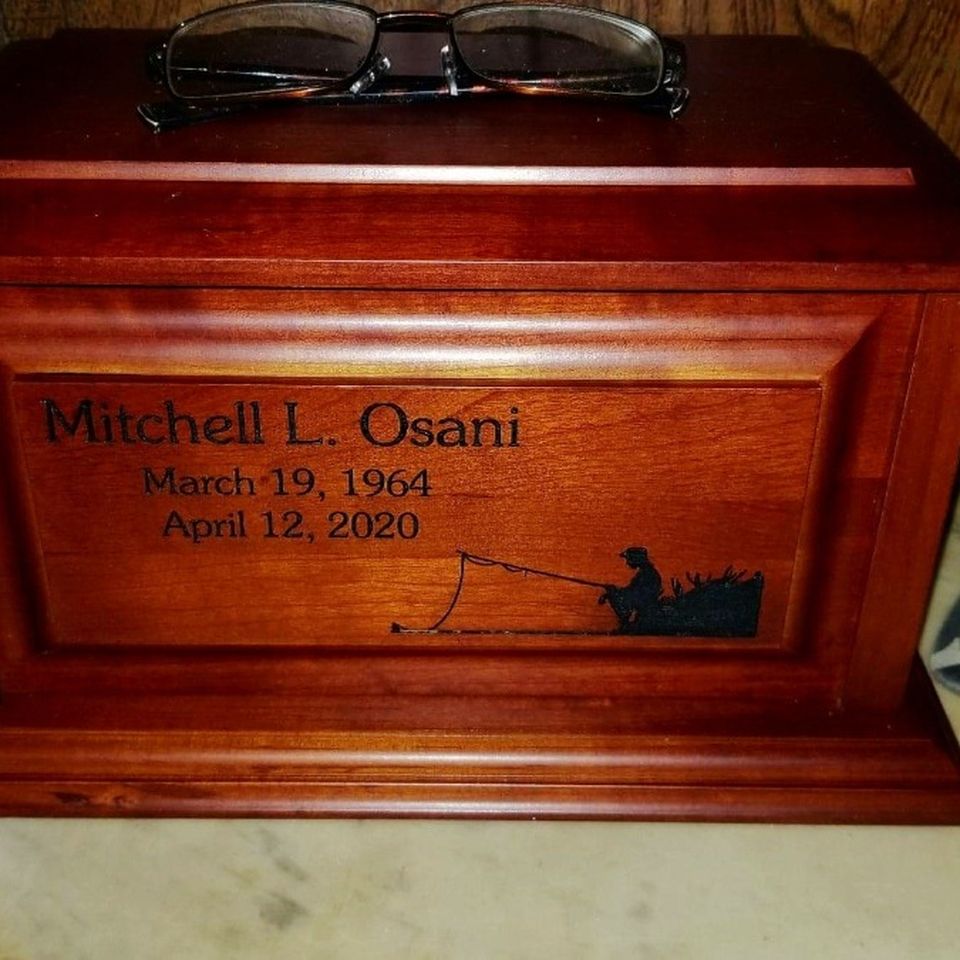 Mitchell L. Osani
March 19, 1964
April 12, 2020